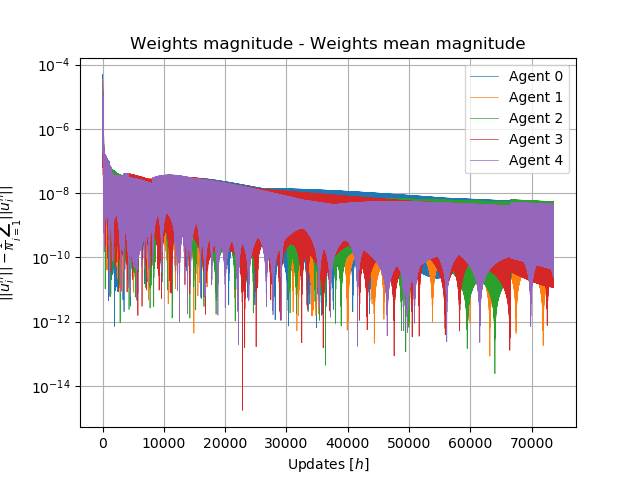 Weights magnitude - Weights mean magnitude
10⁻⁴
10⁻⁶
10⁻⁸
10⁻¹⁰
10⁻¹²
10⁻¹⁴
0
10000
20000
30000
40000
50000
60000
70000
Updates [h]
Agent 0
Agent 1
Agent 2
Agent 3
Agent 4